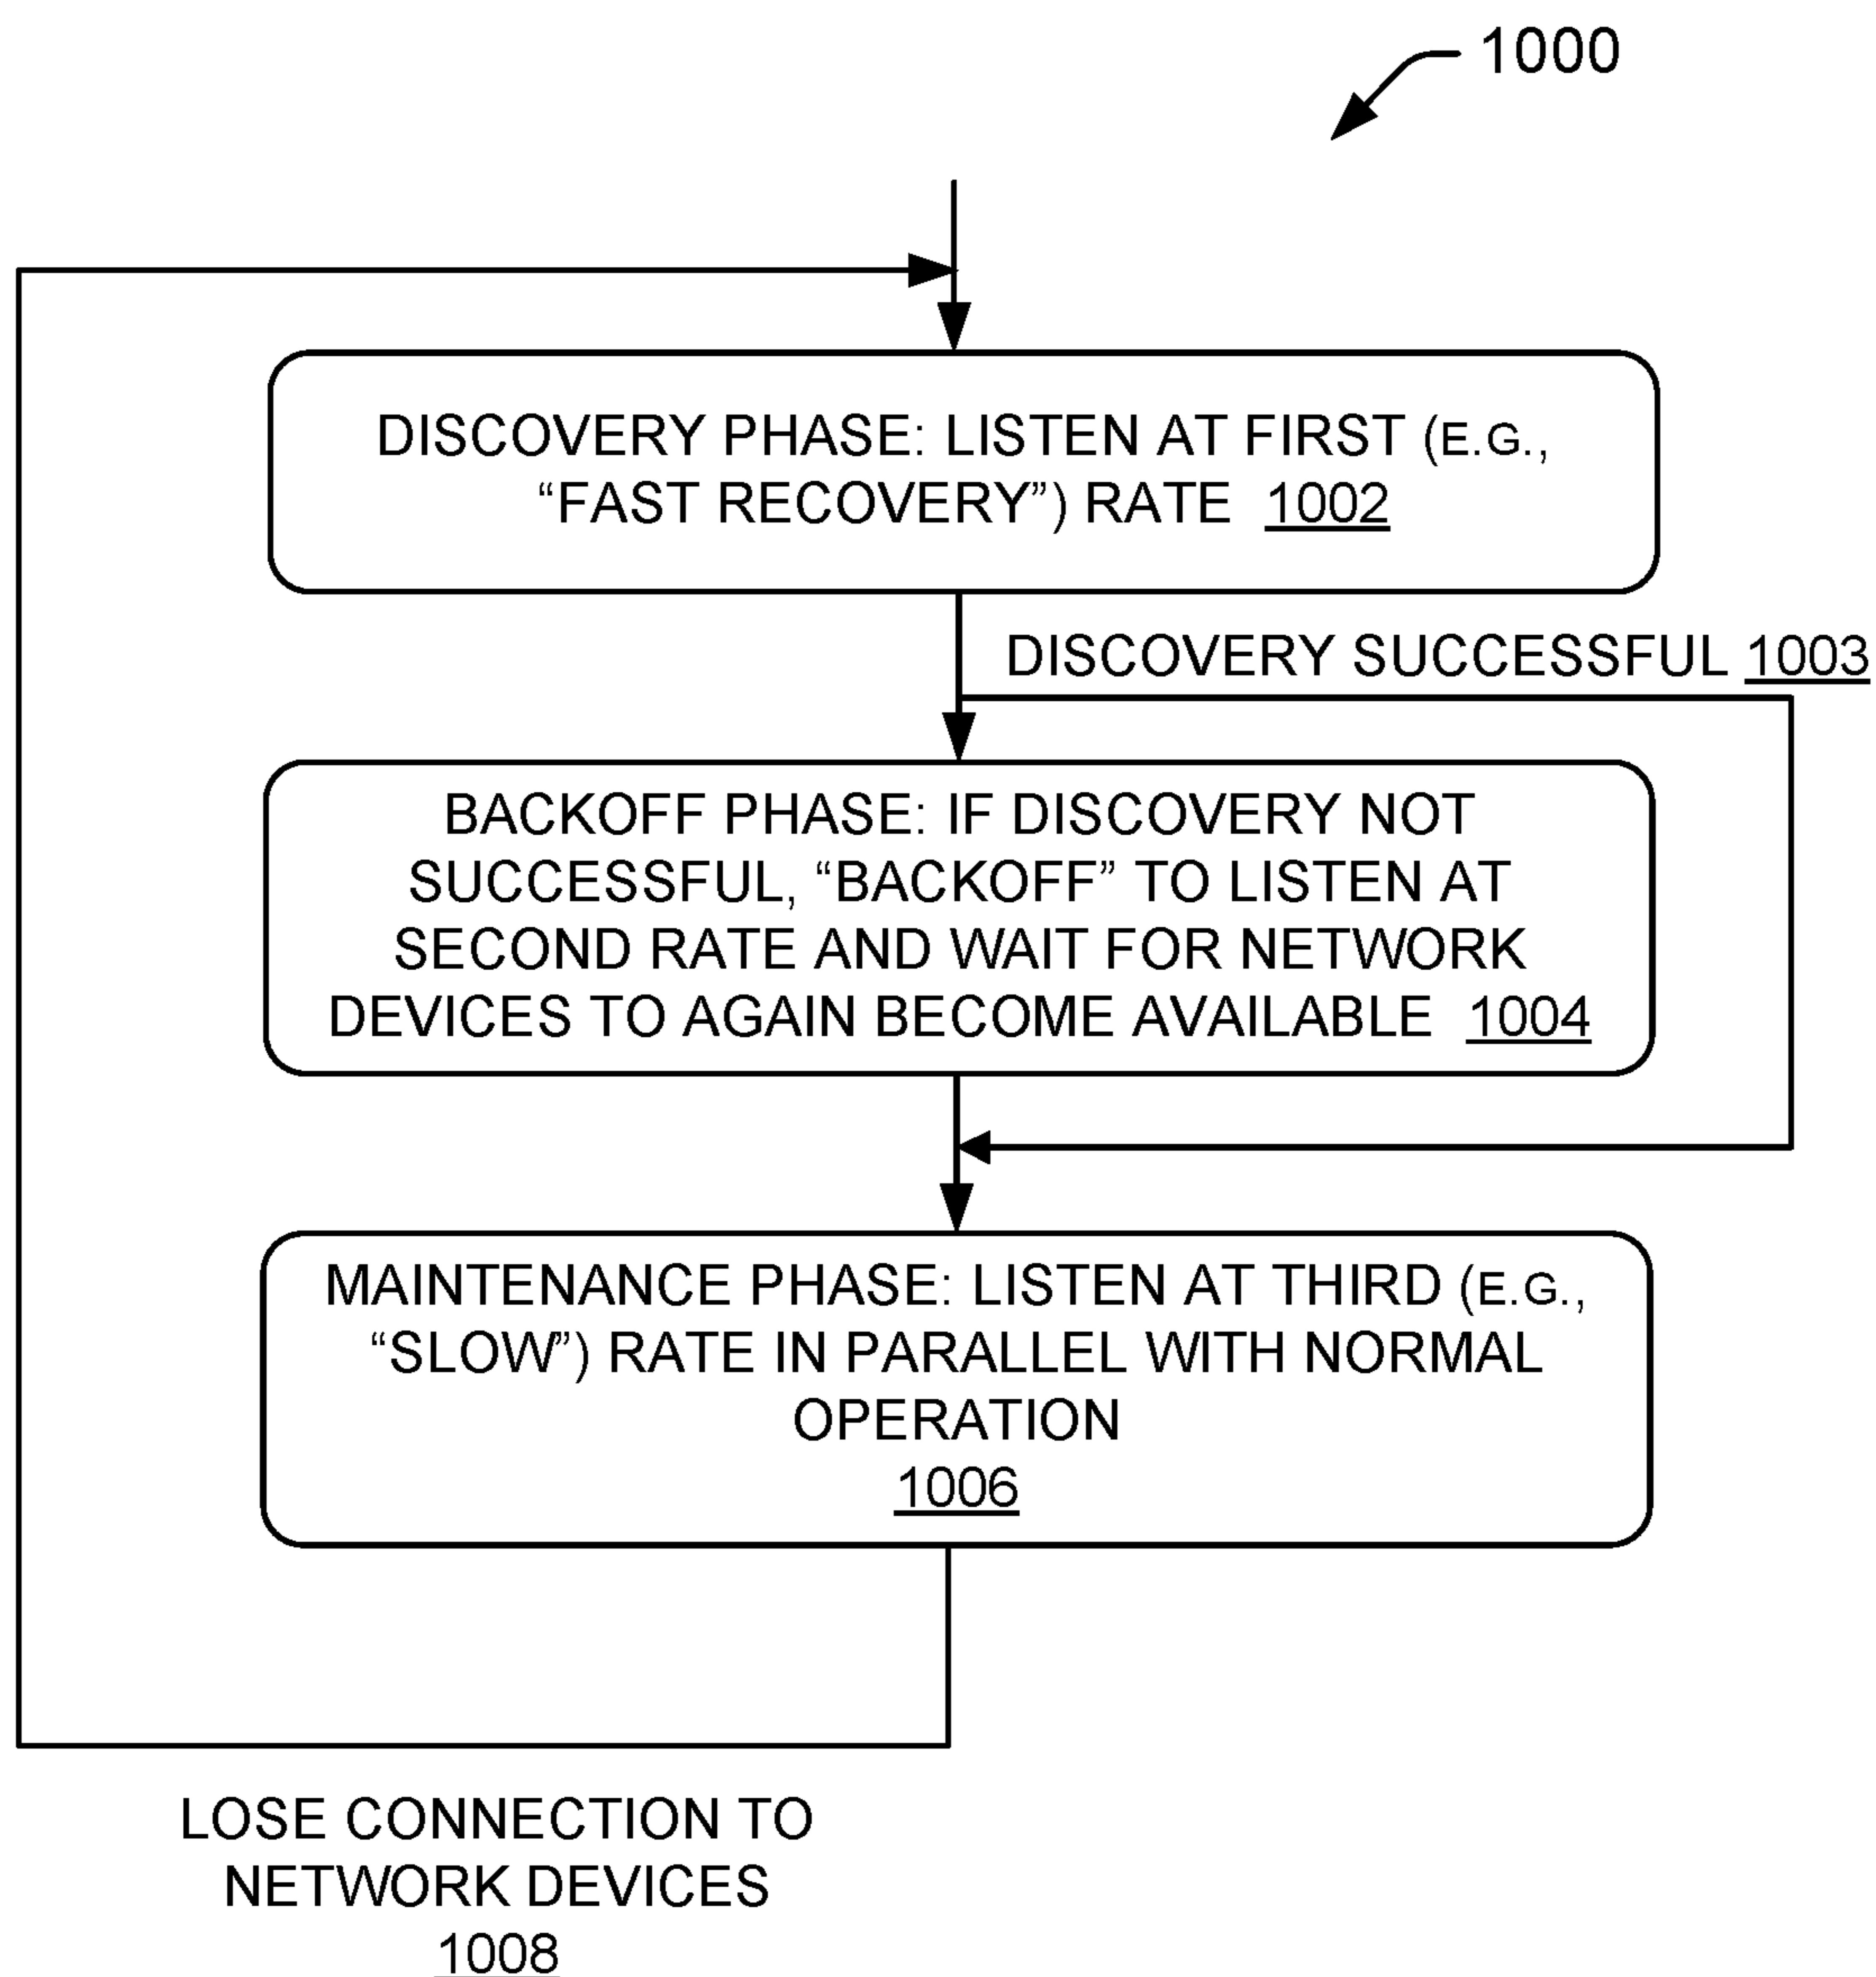 1000
DISCOVERY PHASE: LISTEN AT FIRST (E.G.,
“FAST RECOVERY”) RATE 1002
DISCOVERY SUCCESSFUL 1003
BACKOFF PHASE: IF DISCOVERY NOT
SUCCESSFUL, “BACKOFF” TO LISTEN AT
SECOND RATE AND WAIT FOR NETWORK
DEVICES TO AGAIN BECOME AVAILABLE 1004
MAINTENANCE PHASE: LISTEN AT THIRD (E.G.,
“SLOW”) RATE IN PARALLEL WITH NORMAL
OPERATION
1006
LOSE CONNECTION TO
NETWORK DEVICES
1008